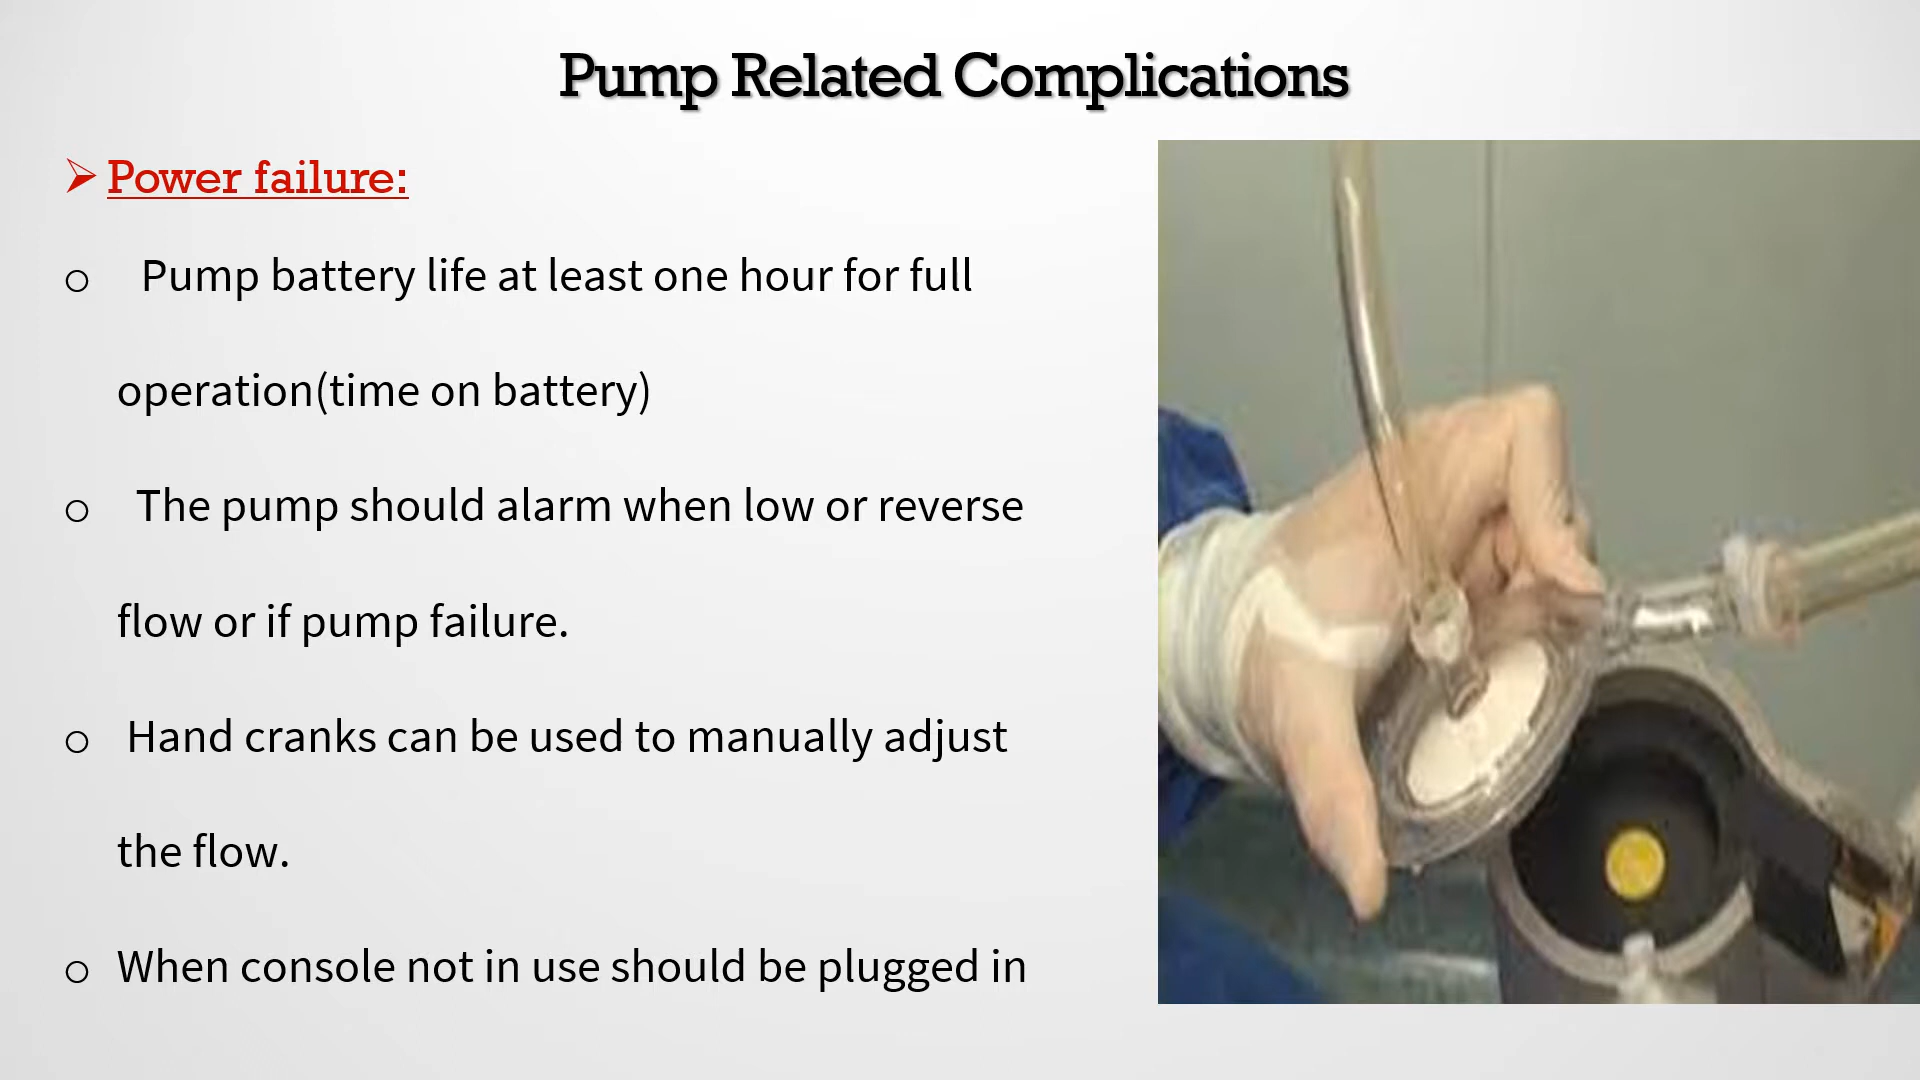 Pump Related Complications
➢ Power failure:
o Pump battery life at least one hour for full
operation(time on battery)
o The pump should alarm when low or reverse
flow or if pump failure.
o Hand cranks can be used to manually adjust
the flow.
o When console not in use should be plugged in